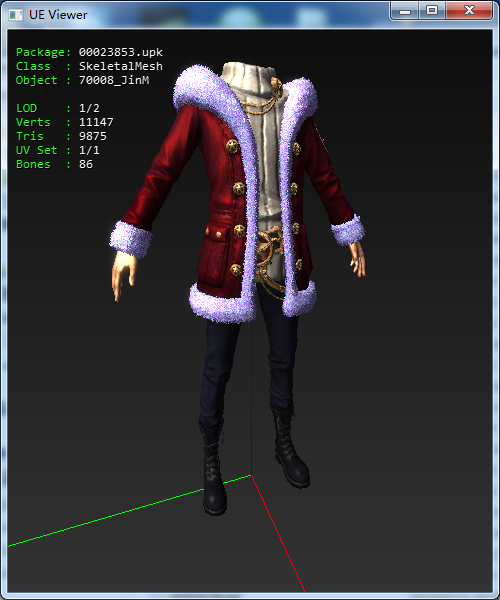 UE Viewer
Package: 00023853.upk
Class : SkeletalMesh
Object : 70008_JinM
LOD : 1/2
Verts : 11147
Tris : 9875
UV Set : 1/1
Bones : 86